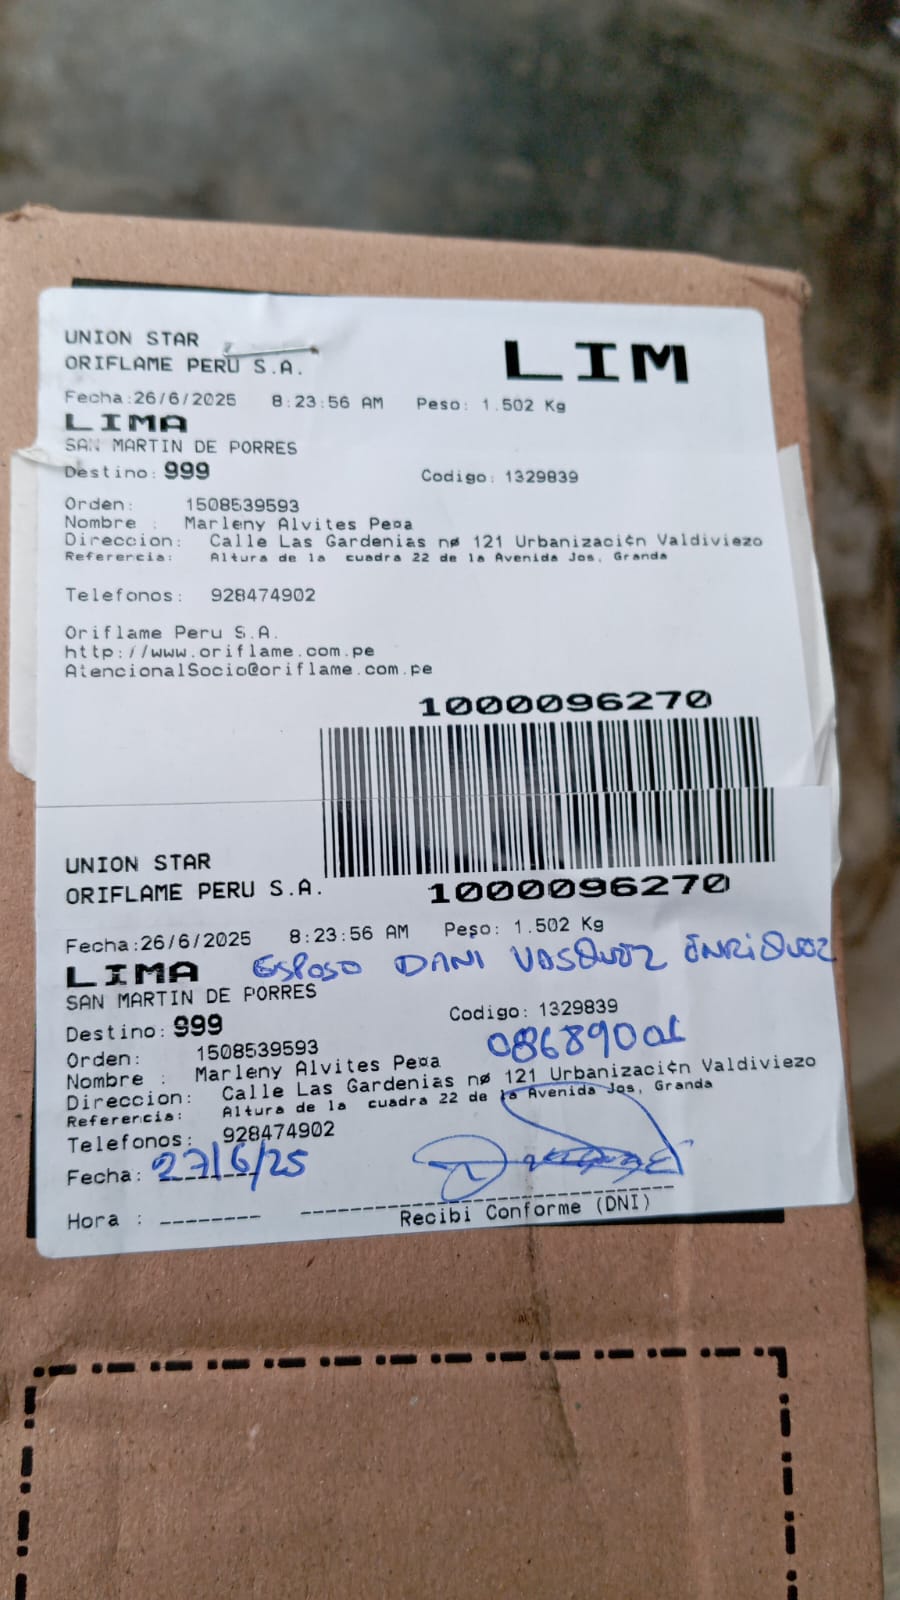 UNION STAR
ORIFLAME PERU S.A.
LIM
Fecha:26/6/2025 8:23:56 AM Peso: 1.502 Kg
LIMA
SAN MARTIN DE PORRES
Destino: 999 Codigo: 1329839
Orden: 1508539593
Nombre : Marleny Alvites Pe¤a
Direccion: Calle Las Gardenias nø 121 Urbanizaci¢n Valdiviezo
Referencia: Altura de la cuadra 22 de la Avenida Jos, Granda
Telefonos: 928474902
Oriflame Peru S.A.
http://www.oriflame.com.pe
AtencionalSocio@oriflame.com.pe
1000096270
UNION STAR
ORIFLAME PERU S.A.
1000096270
Fecha:26/6/2025 8:23:56 AM Peso: 1.502 Kg
LIMA ESPOSO DANI VASQUEZ ENRIQUEZ
SAN MARTIN DE PORRES
Destino: 999 Codigo: 1329839
Orden: 1508539593
Nombre : Marleny Alvites Pe¤a
Direccion: Calle Las Gardenias nø 121 Urbanizaci¢n Valdiviezo
Referencia: Altura de la cuadra 22 de la Avenida Jos, Granda
Telefonos: 928474902
Fecha: 27/6/25
Hora :
Recibi Conforme (DNI)